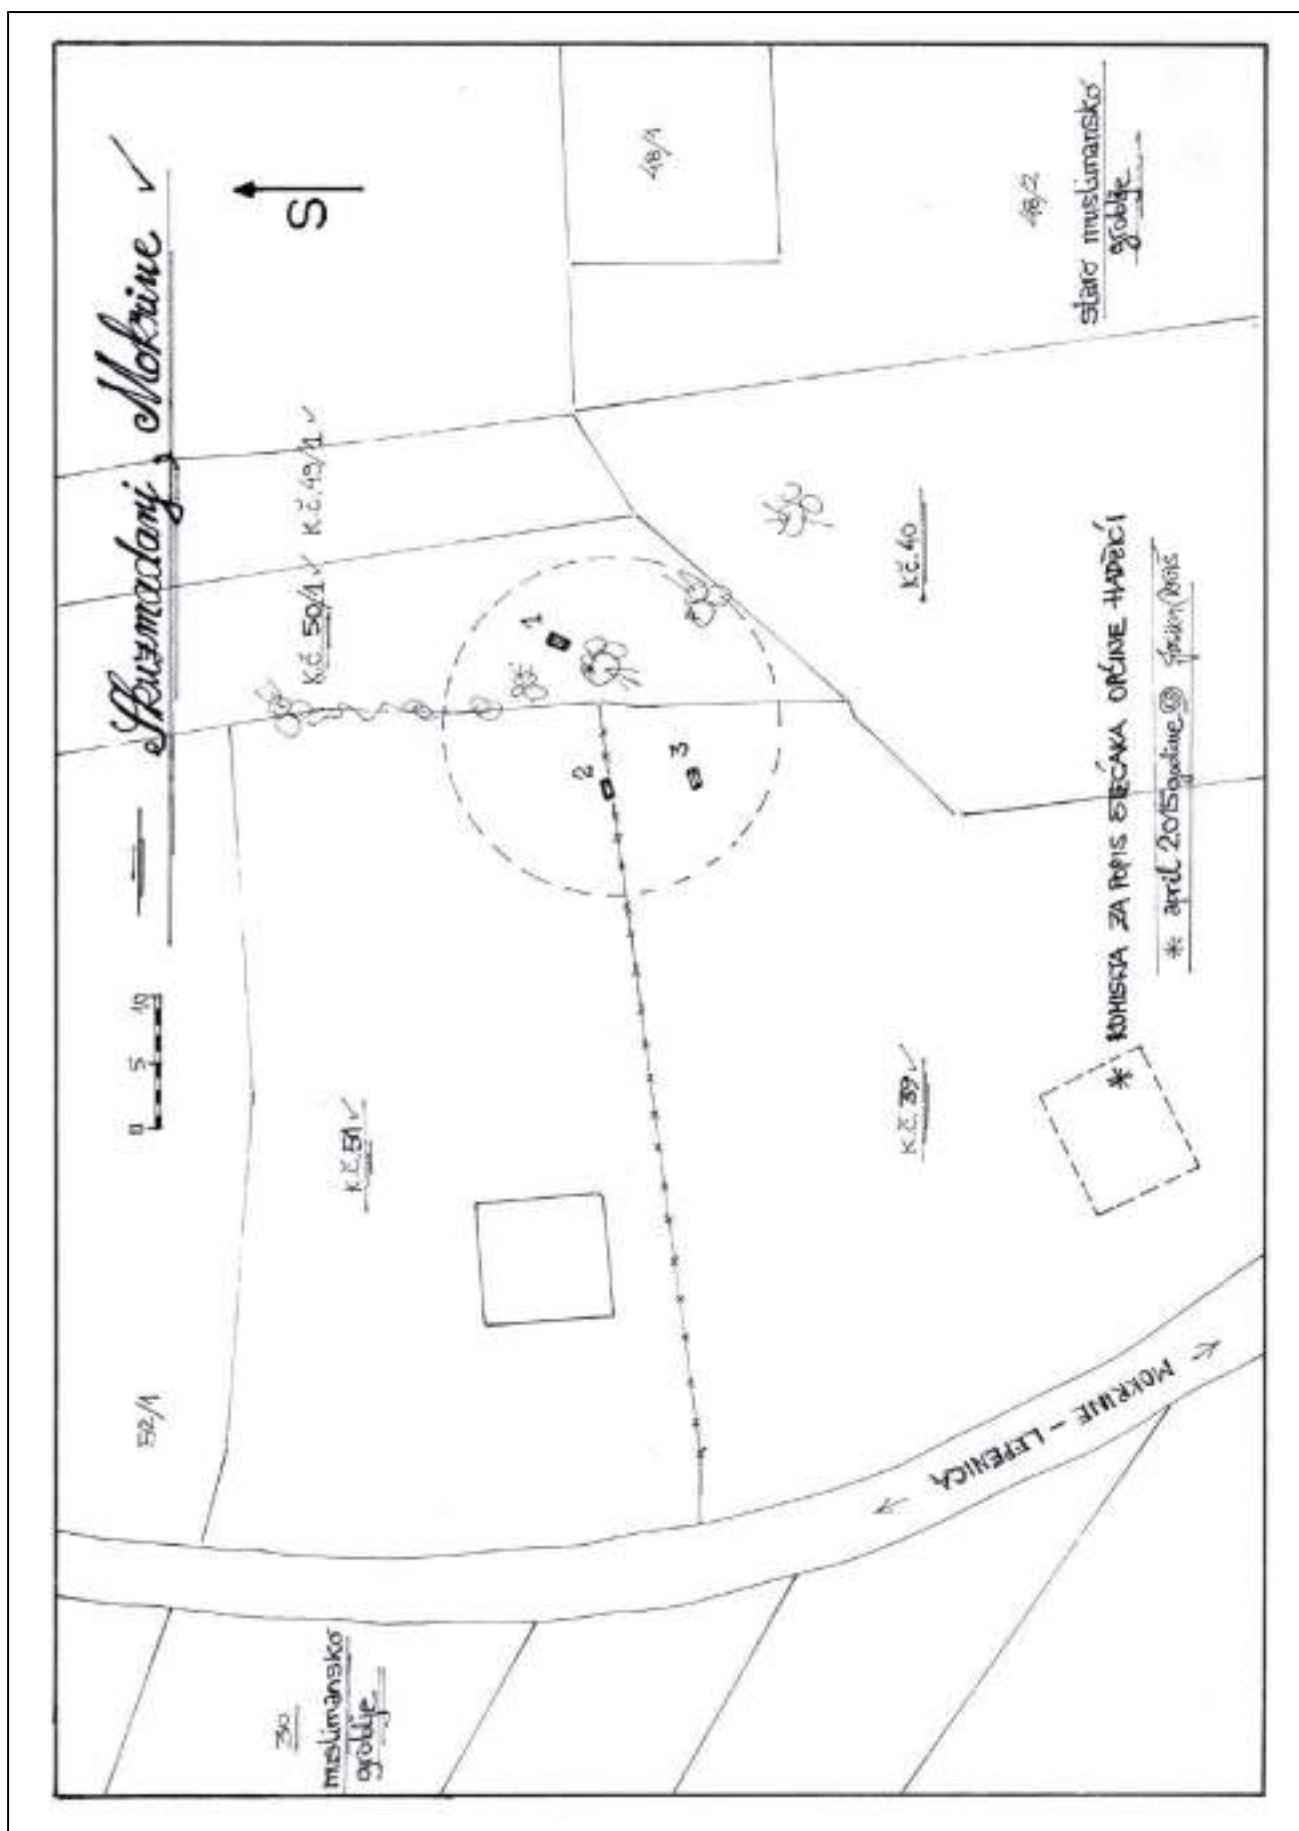 Skuzmadanj, Mokrine
0 5 10
S
52/1
K.Č. 51
K.Č. 50/1
K.Č. 49/1
48/1
48/2
staro muslimansko
groblje
1
2
3
K.Č. 39
K.Č. 40
30
muslimansko
groblje
MOKRINE - LEPENICA
* KOMISIJA ZA POPIS STEĆAKA OPĆINE HADŽIĆI
* april 2015 godine